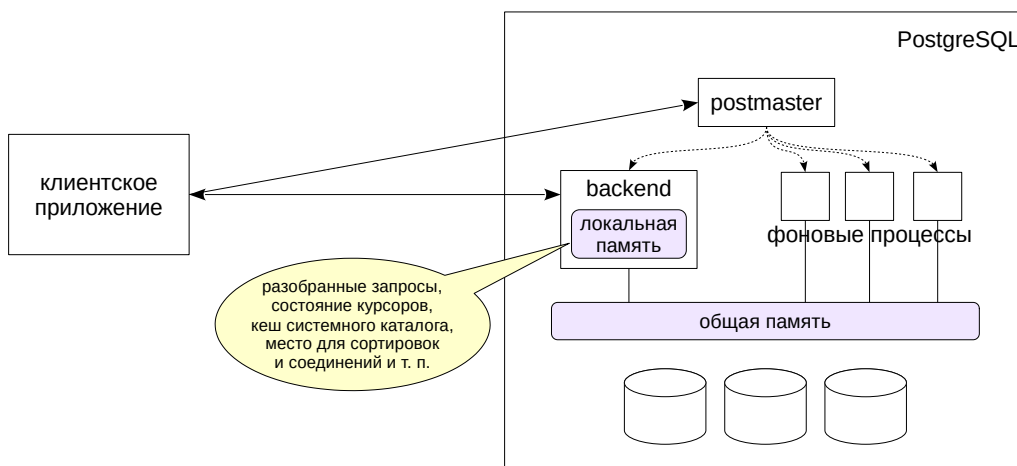 PostgreSQL
postmaster
клиентское
приложение
backend
локальная
память
фоновые процессы
разобранные запросы,
состояние курсоров,
кеш системного каталога,
место для сортировок
и соединений и т. п.
общая память